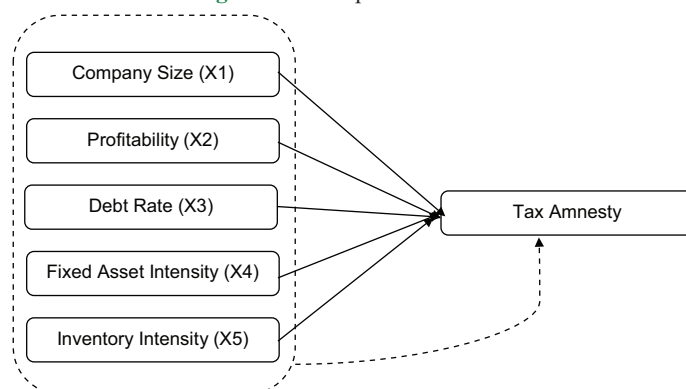 Company Size (X1)
Profitability (X2)
Debt Rate (X3)
Tax Amnesty
Fixed Asset Intensity (X4)
Inventory Intensity (X5)